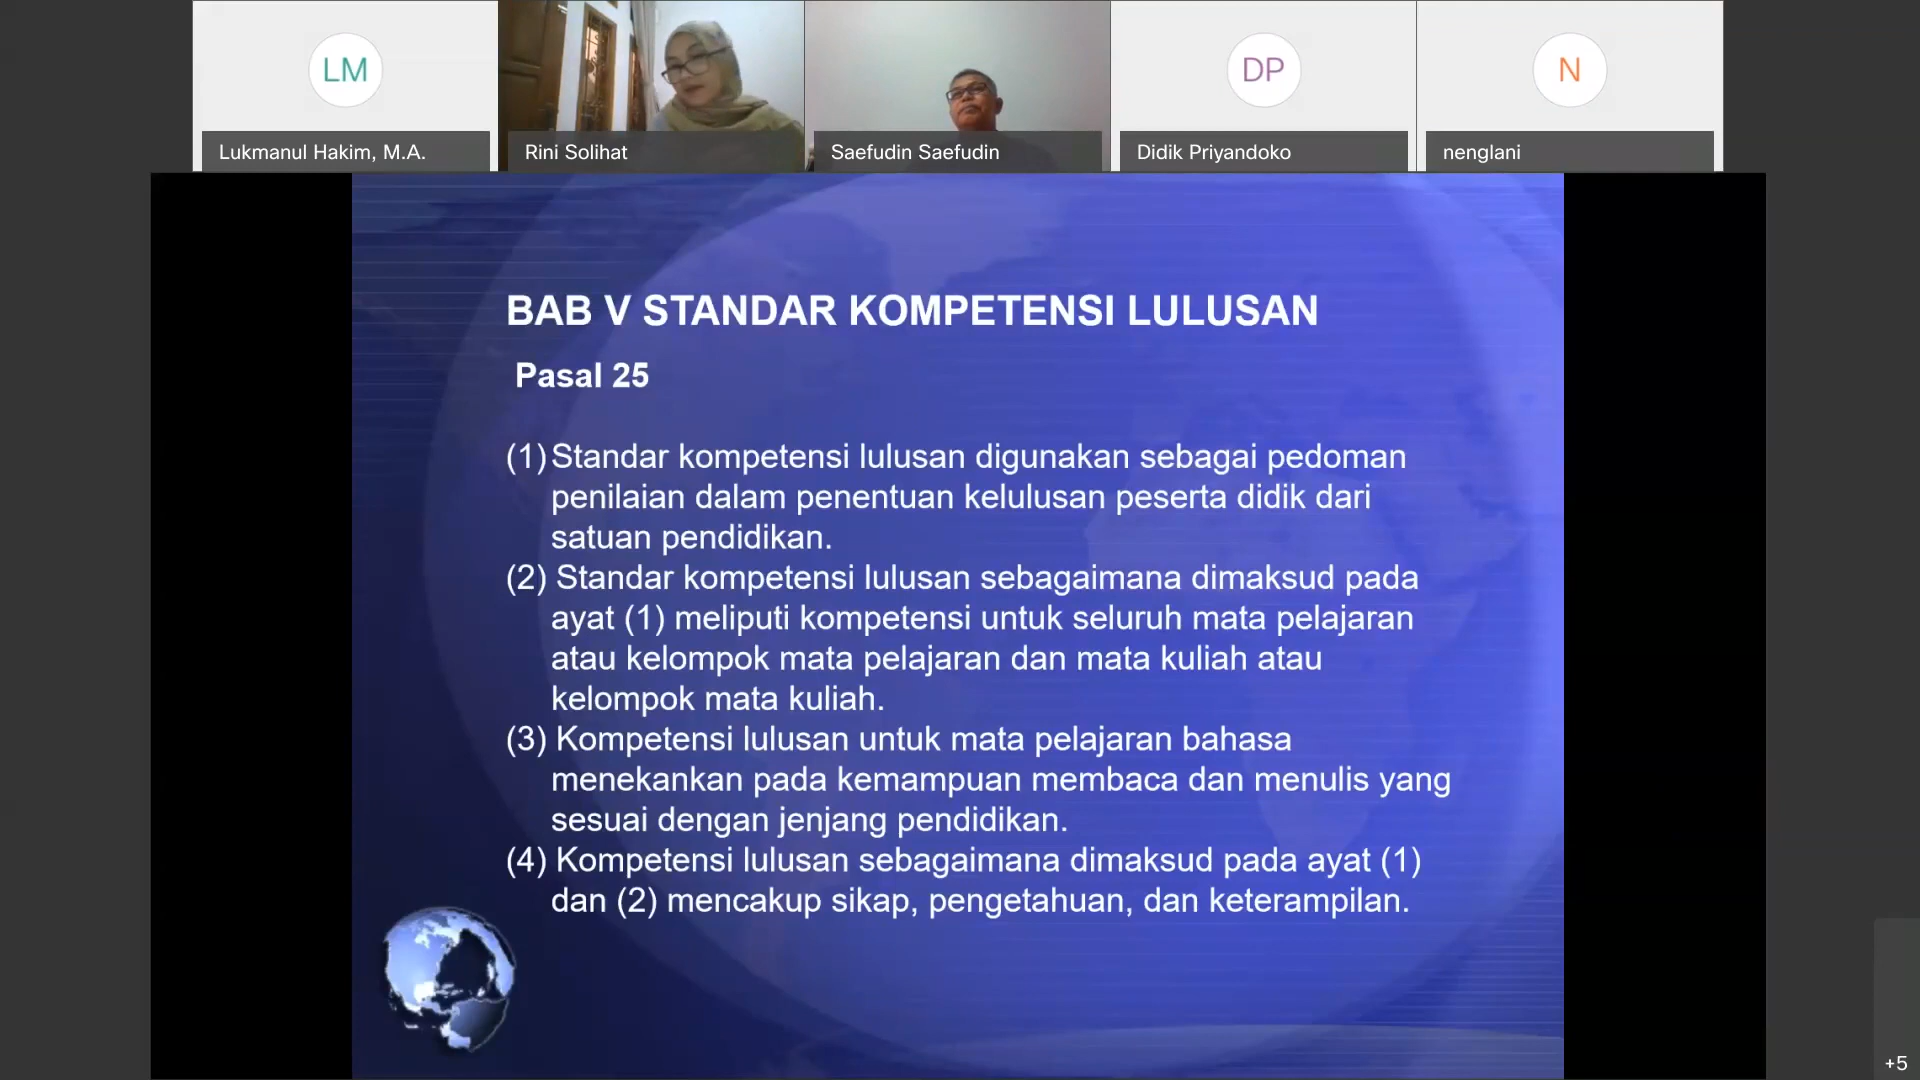 LM
DP
N
Lukmanul Hakim, M.A.
Rini Solihat
Saefudin Saefudin
Didik Priyandoko
nenglani
BAB V STANDAR KOMPETENSI LULUSAN
Pasal 25
(1) Standar kompetensi lulusan digunakan sebagai pedoman
penilaian dalam penentuan kelulusan peserta didik dari
satuan pendidikan.
(2) Standar kompetensi lulusan sebagaimana dimaksud pada
ayat (1) meliputi kompetensi untuk seluruh mata pelajaran
atau kelompok mata pelajaran dan mata kuliah atau
kelompok mata kuliah.
(3) Kompetensi lulusan untuk mata pelajaran bahasa
menekankan pada kemampuan membaca dan menulis yang
sesuai dengan jenjang pendidikan.
(4) Kompetensi lulusan sebagaimana dimaksud pada ayat (1)
dan (2) mencakup sikap, pengetahuan, dan keterampilan.
+5